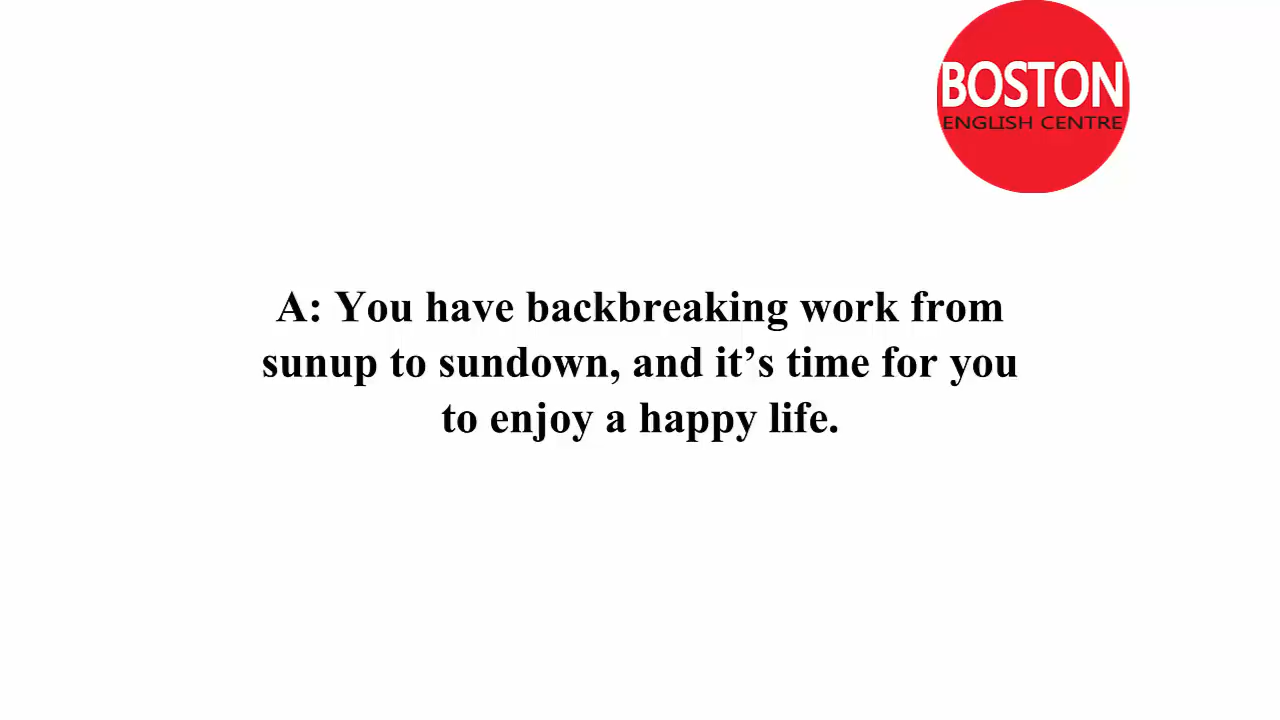 BOSTON
ENGLISH CENTRE
A: You have backbreaking work from
sunup to sundown, and it’s time for you
to enjoy a happy life.